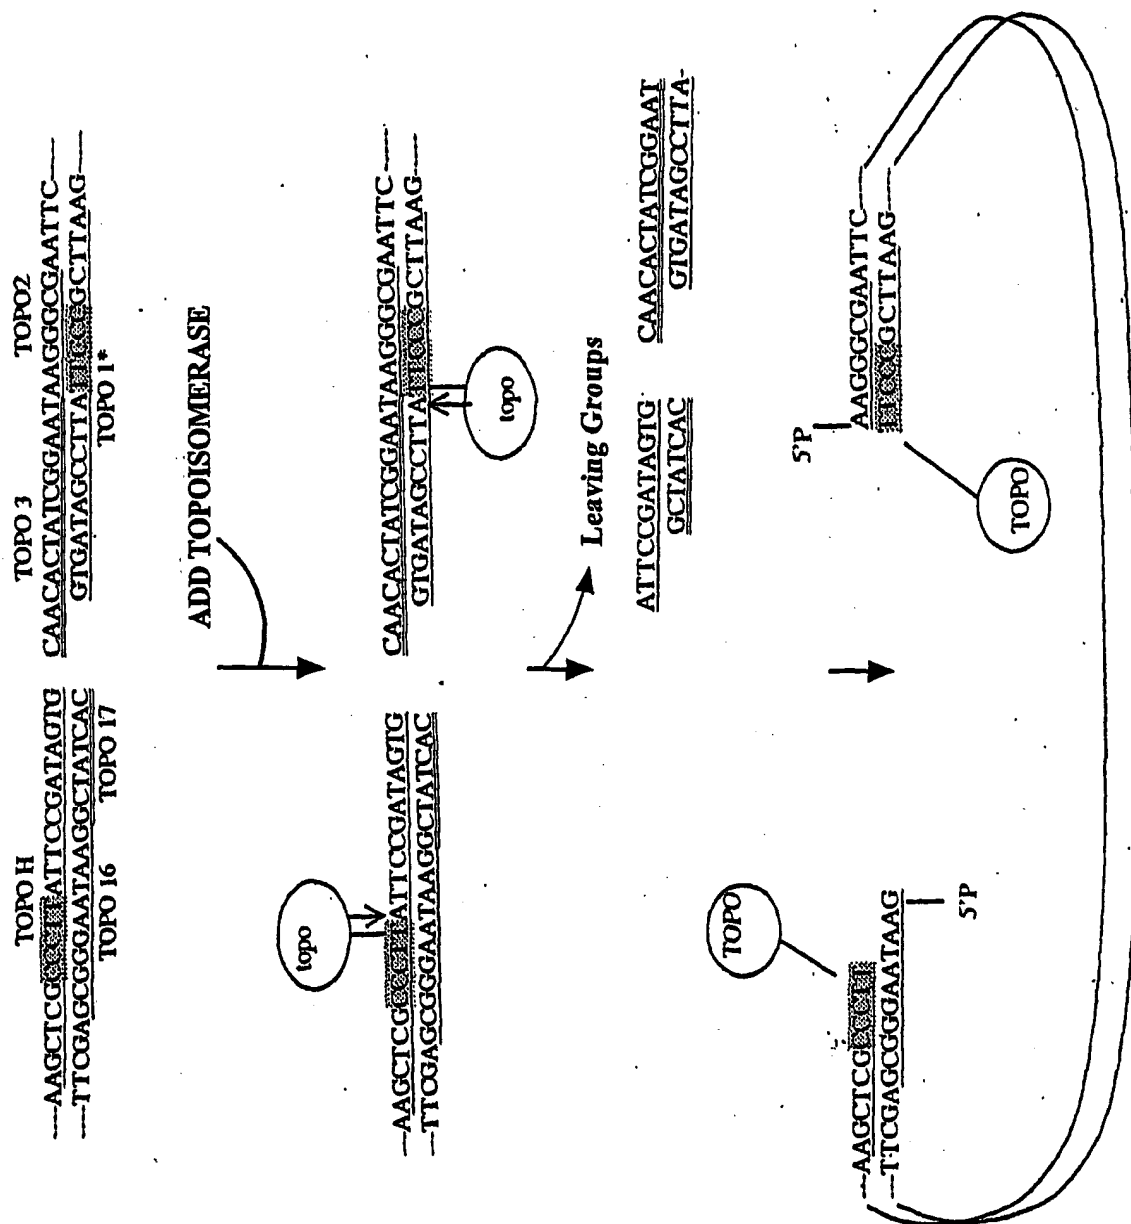 TOPO H TOPO 3 TOPO2
---AAGCTCGCCCTTATTCCGATAGTG CAACACTATCGGAATAAGGGCGAATTC---
---TTCGAGCGGGAATAAGGCTATCAC GTGATAGCCTTATTCCCGCTTAAG---
TOPO 16 TOPO 17 TOPO 1*
ADD TOPOISOMERASE
topo
---AAGCTCGCCCTTATTCCGATAGTG CAACACTATCGGAATAAGGGCGAATTC---
---TTCGAGCGGGAATAAGGCTATCAC GTGATAGCCTTATTCCCGCTTAAG---
topo
Leaving Groups
ATTCCGATAGTG CAACACTATCGGAAT
GCTATCAC GTGATAGCCTTA-
TOPO 5'P
---AAGCTCGCCCTT AAGGGCGAATTC---
---TTCGAGCGGGAATAAG TTCCCGCTTAAG---
5'P TOPO